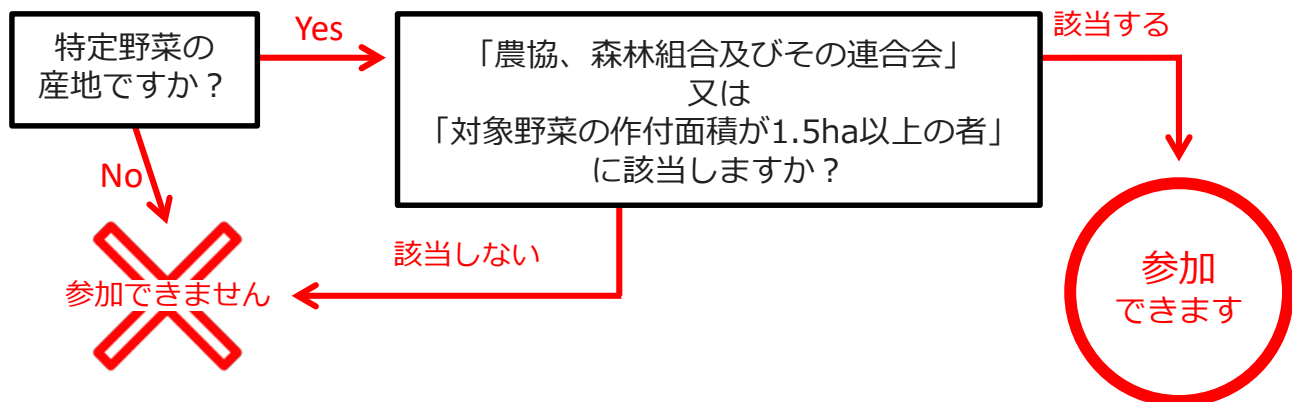 特定野菜の
産地ですか？
Yes
「農協、森林組合及びその連合会」
又は
「対象野菜の作付面積が1.5ha以上の者」
に該当しますか？
該当する
No
該当しない
参加できません
参加
できます